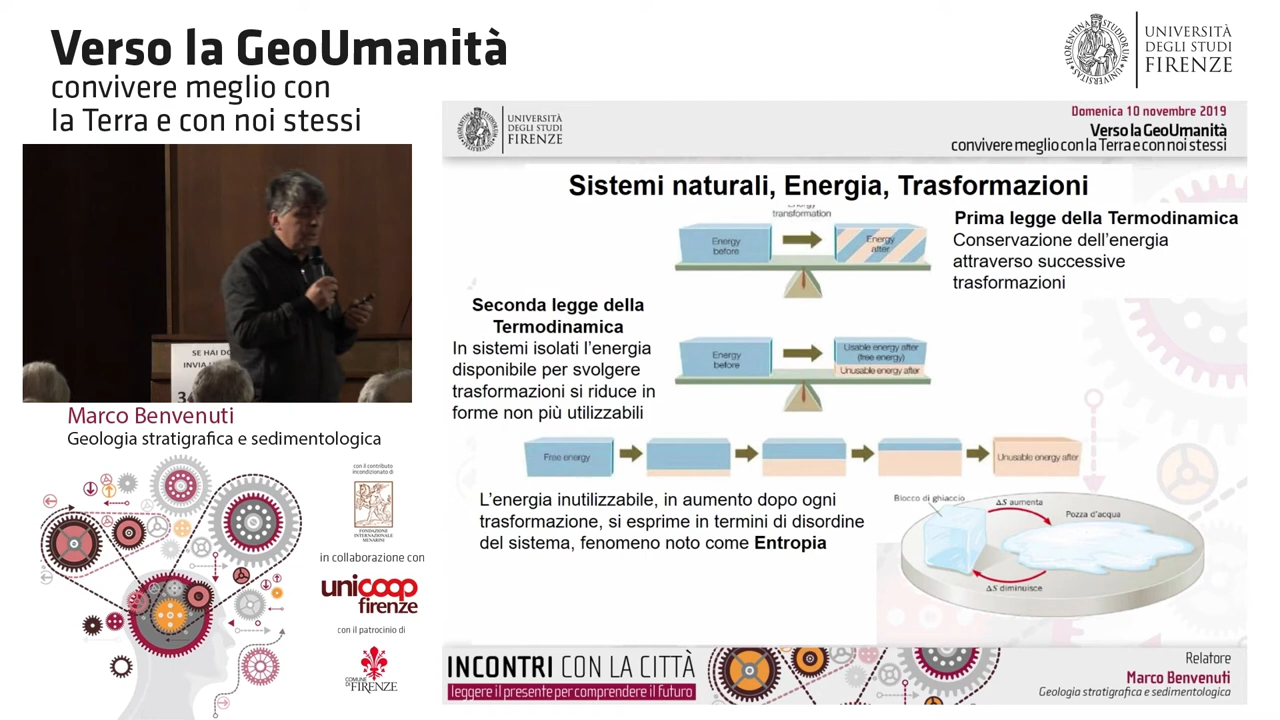 Verso la GeoUmanità
convivere meglio con
la Terra e con noi stessi
UNIVERSITÀ
DEGLI STUDI
FIRENZE
SE HAI DO
INVIA
3
Marco Benvenuti
Geologia stratigrafica e sedimentologica
con il contributo
incondizionato di
FONDAZIONE
INTERNAZIONALE
MENARINI
in collaborazione con
unicoop
firenze
con il patrocinio di
COMUNE
DI FIRENZE
UNIVERSITÀ
DEGLI STUDI
FIRENZE
Domenica 10 novembre 2019
Verso la GeoUmanità
convivere meglio con la Terra e con noi stessi
Sistemi naturali, Energia, Trasformazioni
Energy
transformation
Energy
before
Energy
after
Prima legge della Termodinamica
Conservazione dell'energia
attraverso successive
trasformazioni
Seconda legge della
Termodinamica
In sistemi isolati l'energia
disponibile per svolgere
trasformazioni si riduce in
forme non più utilizzabili
Energy
before
Usable energy after
(free energy)
Unusable energy after
Free energy
Unusable energy after
L'energia inutilizzabile, in aumento dopo ogni
trasformazione, si esprime in termini di disordine
del sistema, fenomeno noto come Entropia
Blocco di ghiaccio
ΔS aumenta
Pozza d'acqua
ΔS diminuisce
INCONTRI CON LA CITTÀ
leggere il presente per comprendere il futuro
Relatore
Marco Benvenuti
Geologia stratigrafica e sedimentologica